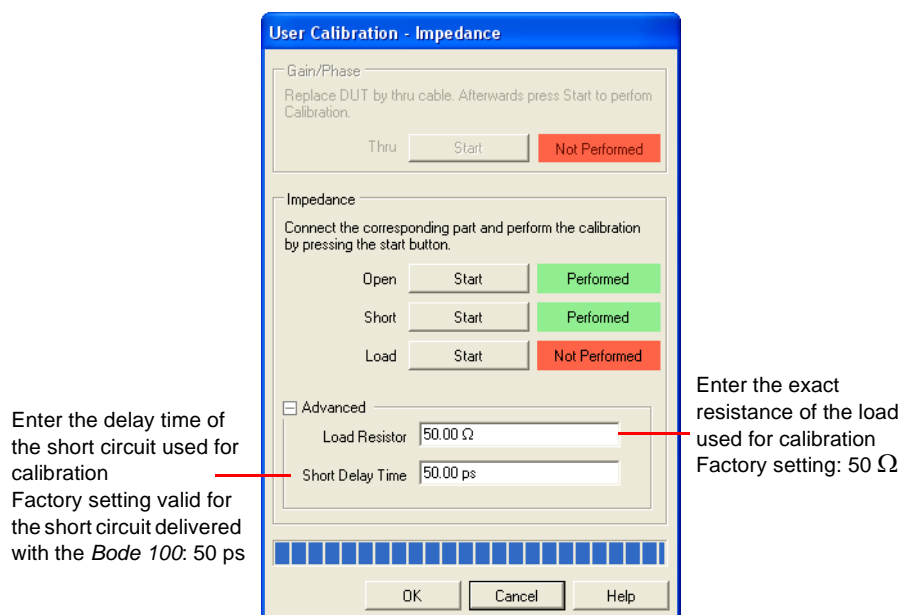 User Calibration - Impedance
Gain/Phase
Replace DUT by thru cable. Afterwards press Start to perfom
Calibration.
Thru Start Not Performed
Impedance
Connect the corresponding part and perform the calibration
by pressing the start button.
Open Start Performed
Short Start Performed
Load Start Not Performed
Advanced
Load Resistor 50.00 Ω
Short Delay Time 50.00 ps
OK Cancel Help
Enter the delay time of
the short circuit used for
calibration
Factory setting valid for
the short circuit delivered
with the Bode 100: 50 ps
Enter the exact
resistance of the load
used for calibration
Factory setting: 50 Ω